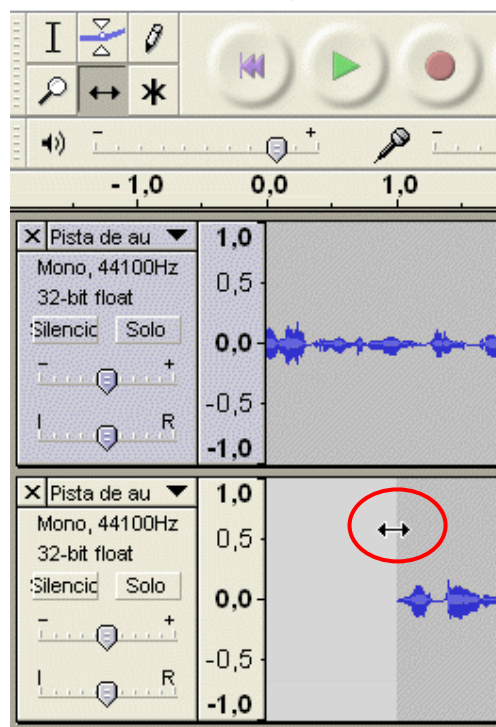 - +
-
- 1,0 0,0 1,0
Pista de au
Mono, 44100Hz
32-bit float
Silencic Solo
- +
I R
1,0
0,5
0,0
-0,5
-1,0
Pista de au
Mono, 44100Hz
32-bit float
Silencic Solo
- +
I R
1,0
0,5
0,0
-0,5
-1,0